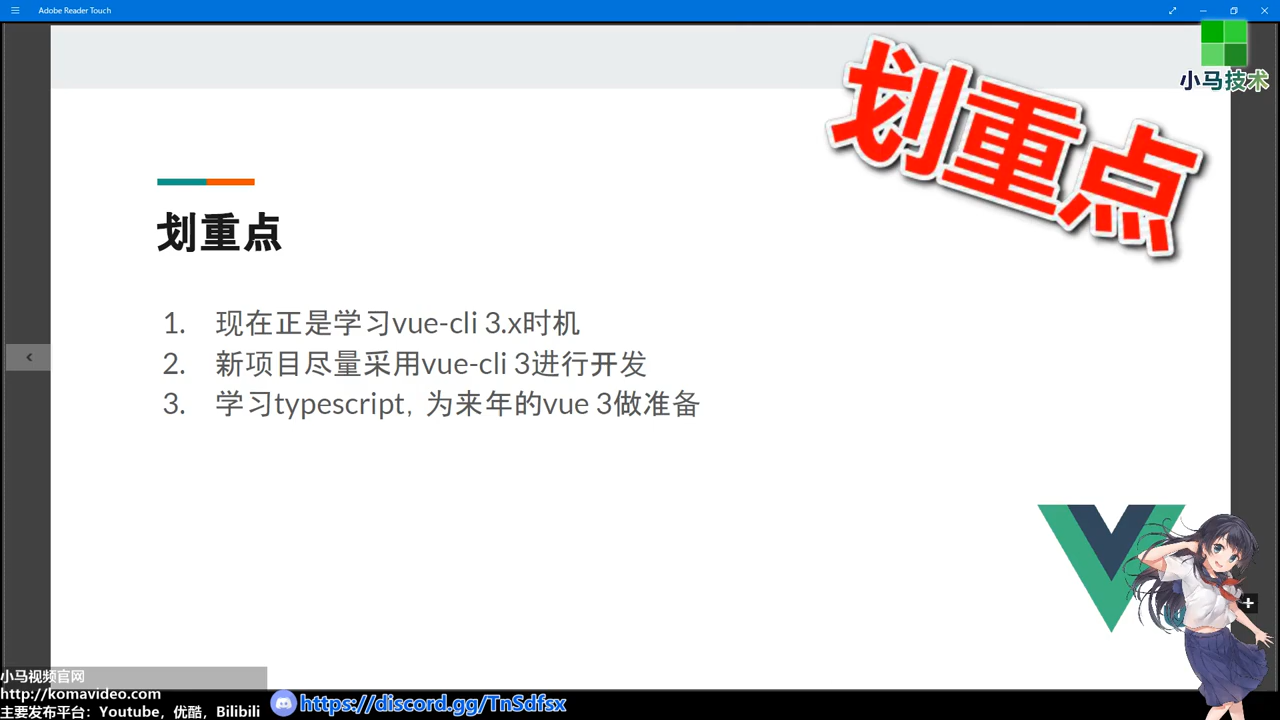 Adobe Reader Touch
小马技术
划重点
划重点
1. 现在正是学习vue-cli 3.x时机
2. 新项目尽量采用vue-cli 3进行开发
3. 学习typescript，为来年的vue 3做准备
小马视频官网
http://komavideo.com
主要发布平台：Youtube，优酷，Bilibili
https://discord.gg/TnSdfsx